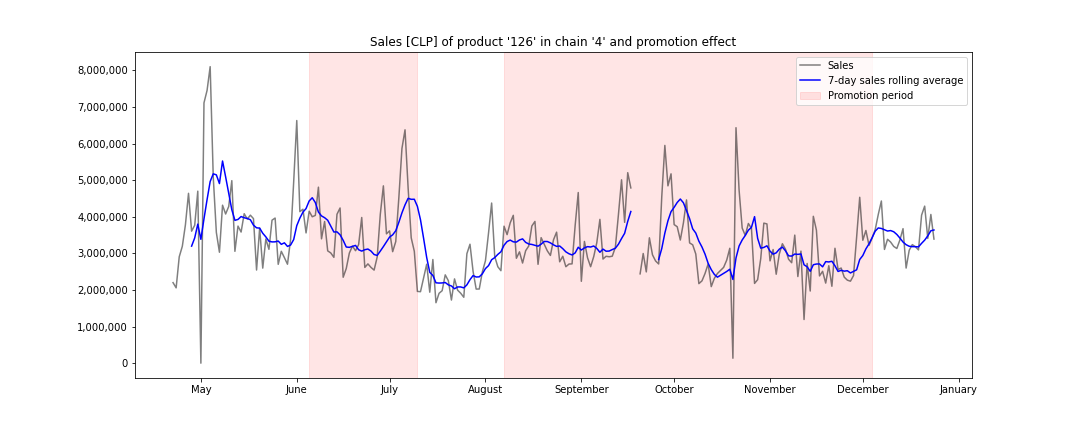 Sales [CLP] of product '126' in chain '4' and promotion effect
Sales
7-day sales rolling average
Promotion period
8,000,000
7,000,000
6,000,000
5,000,000
4,000,000
3,000,000
2,000,000
1,000,000
0
May June July August September October November December January